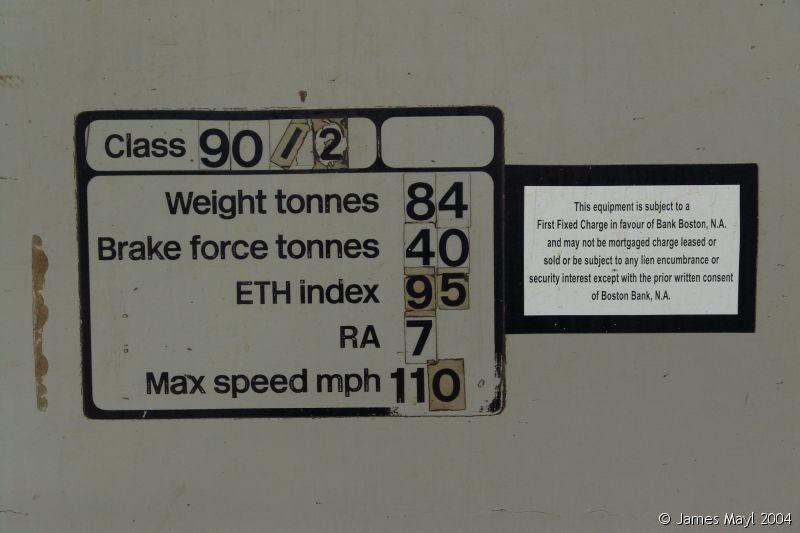 Class 90/2
Weight tonnes 84
Brake force tonnes 40
ETH index 95
RA 7
Max speed mph 110
This equipment is subject to a
First Fixed Charge in favour of Bank Boston, N.A.
and may not be mortgaged charge leased or
sold or be subject to any lien encumbrance or
security interest except with the prior written consent
of Boston Bank, N.A.
© James Mayl 2004